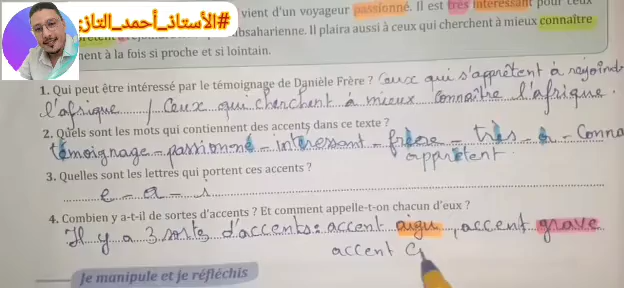 #الأستاذ_أحمد_التازي
vient d'un voyageur passionné. Il est très intéressant pour ceux
bsaharienne. Il plaira aussi à ceux qui cherchent à mieux connaître
nent à la fois si proche et si lointain.
1. Qui peut être intéressé par le témoignage de Danièle Frère ? Ceux qui s'apprêtent à rejoind
l'afrique / Ceux qui cherchent à mieux connaître l'afrique.
2. Quels sont les mots qui contiennent des accents dans ce texte ?
témoignage - passionné - intéressant - frère - très - à - Conna
apprêtent.
3. Quelles sont les lettres qui portent ces accents ?
e - a - i
4. Combien y a-t-il de sortes d'accents ? Et comment appelle-t-on chacun d'eux ?
Il y a 3 sortes d'accents : accent aigu, accent grave
accent c
Je manipule et je réfléchis